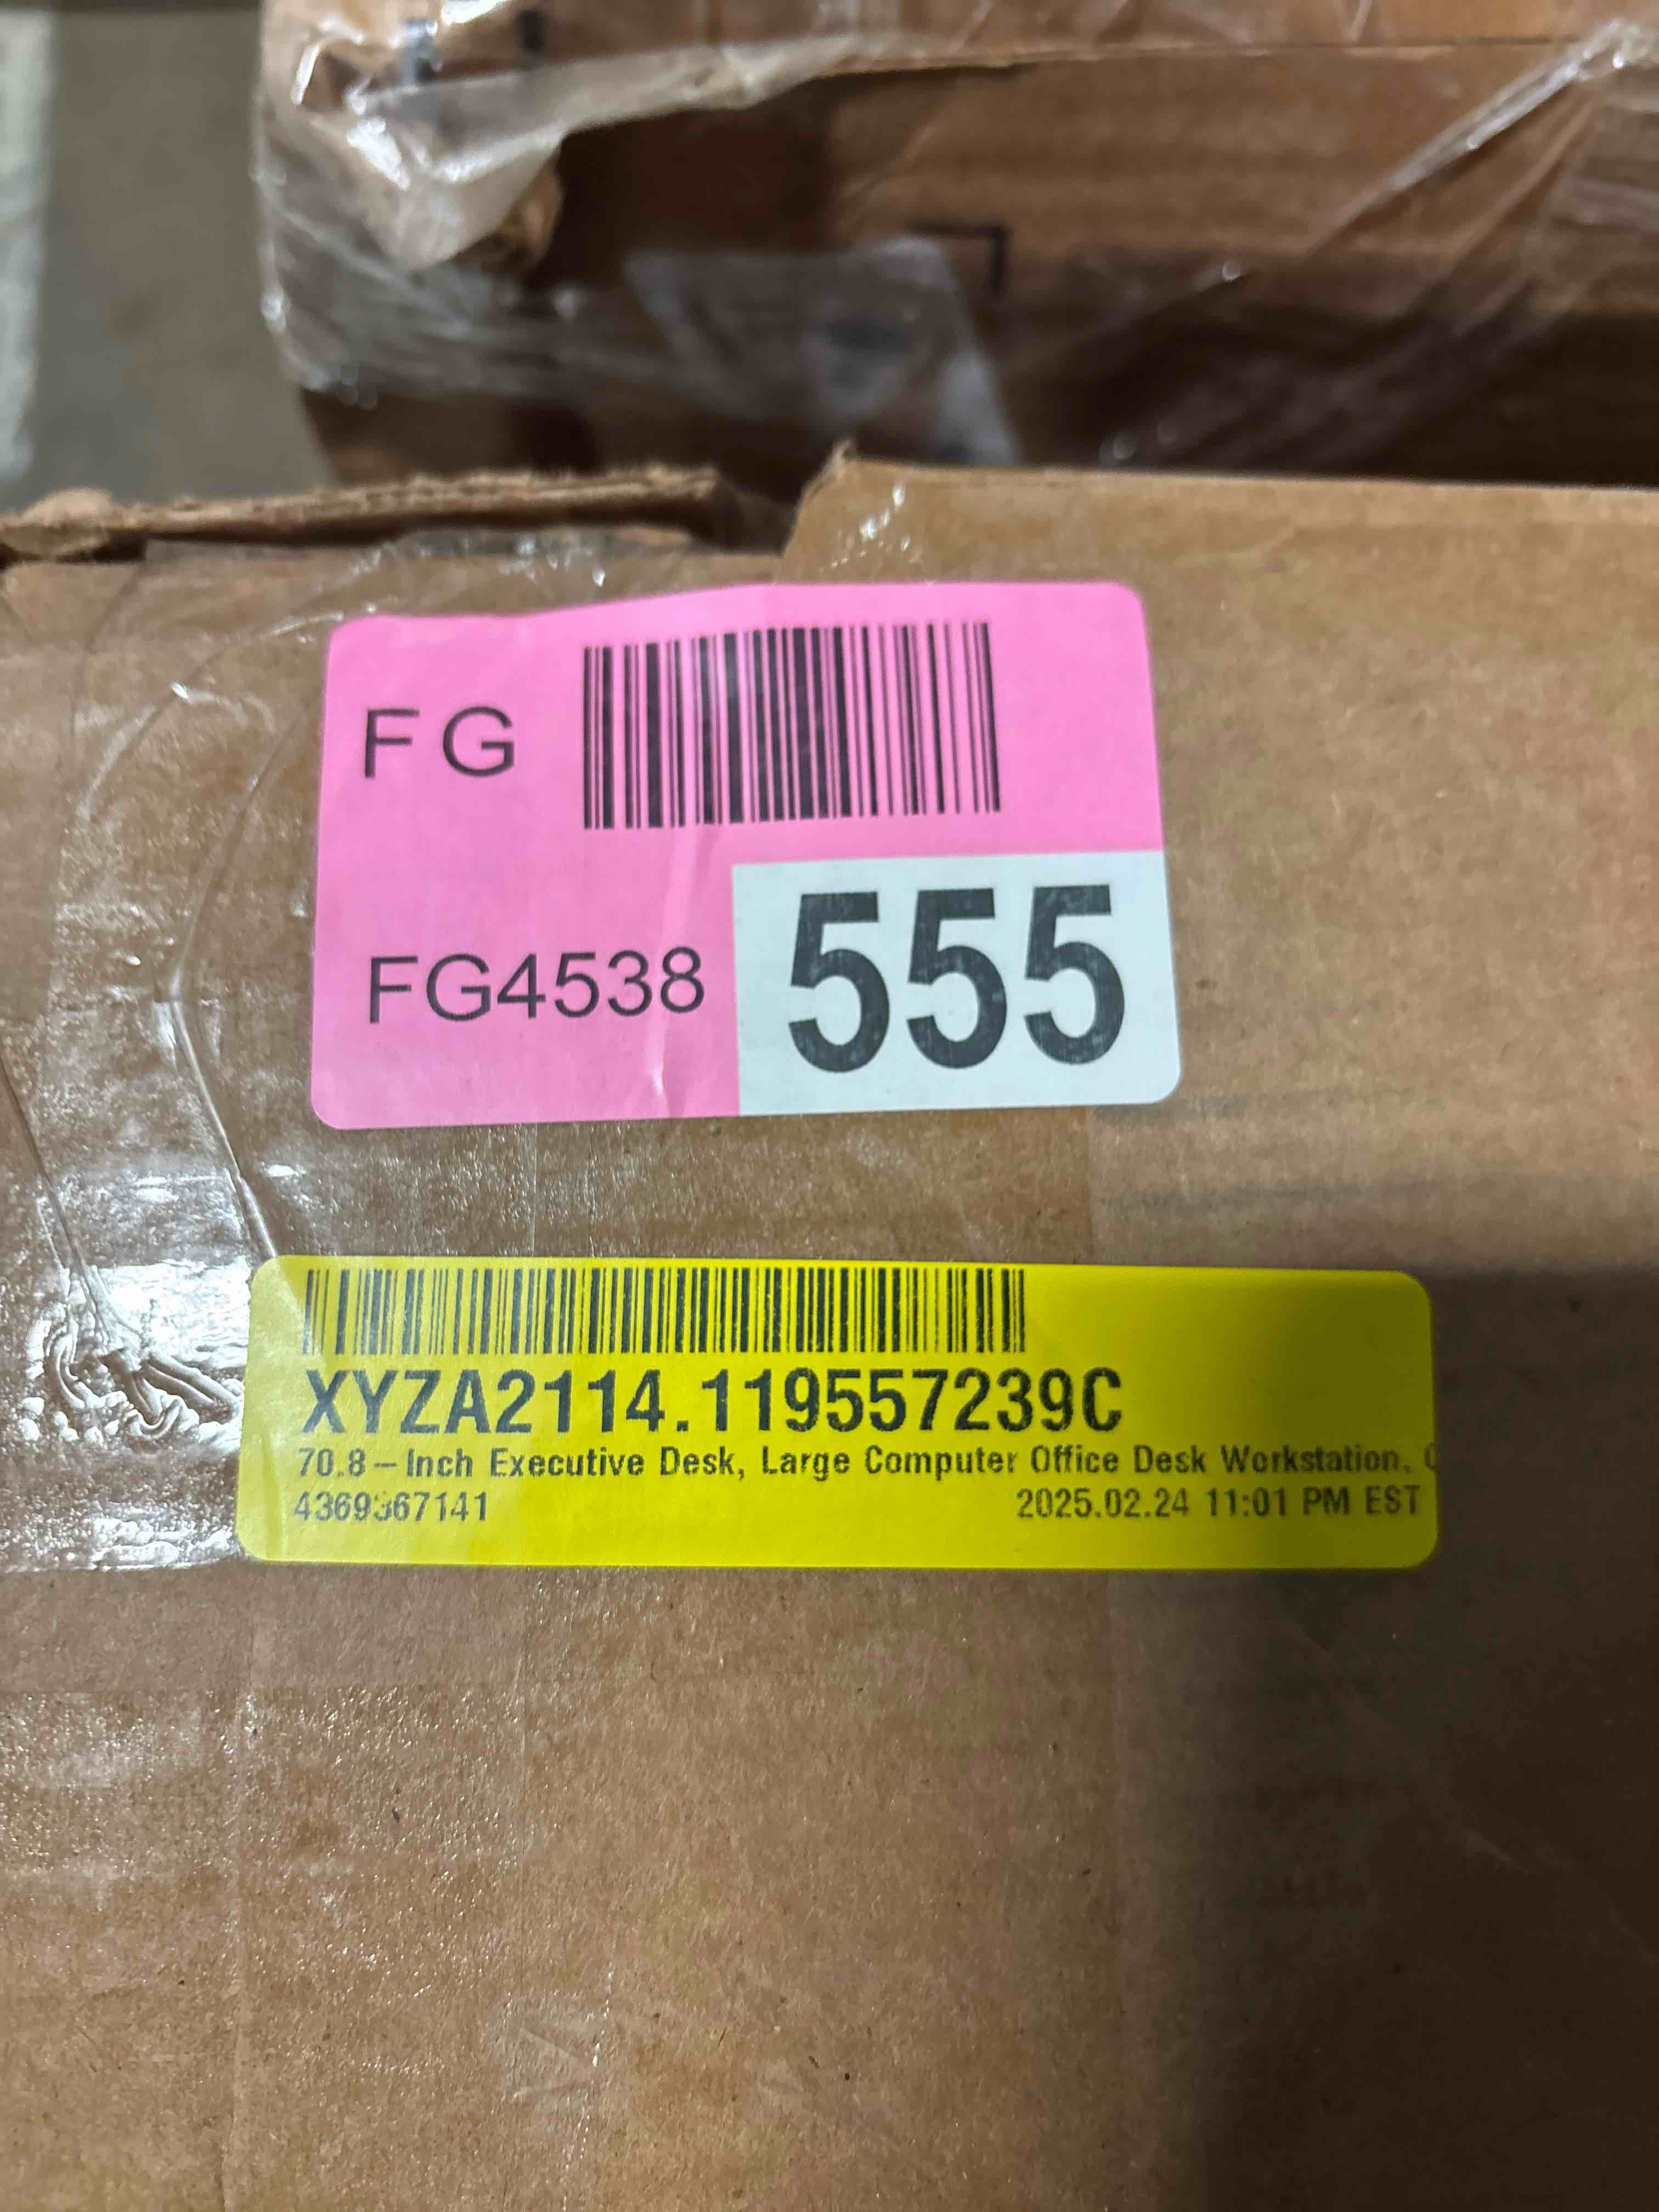 FG
FG4538 555
XYZA2114.119557239C
70.8-Inch Executive Desk, Large Computer Office Desk Workstation,
4369367141 2025.02.24 11:01 PM EST